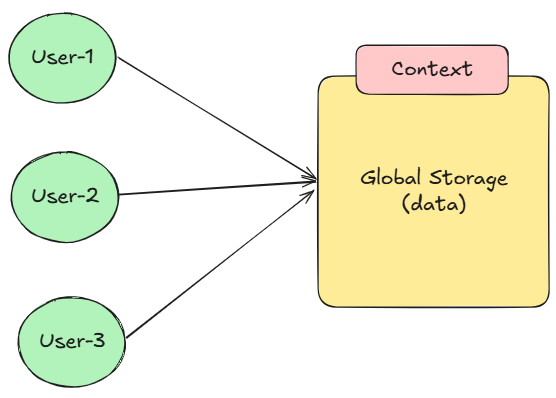 User-1
Context
Global Storage
(data)
User-2
User-3